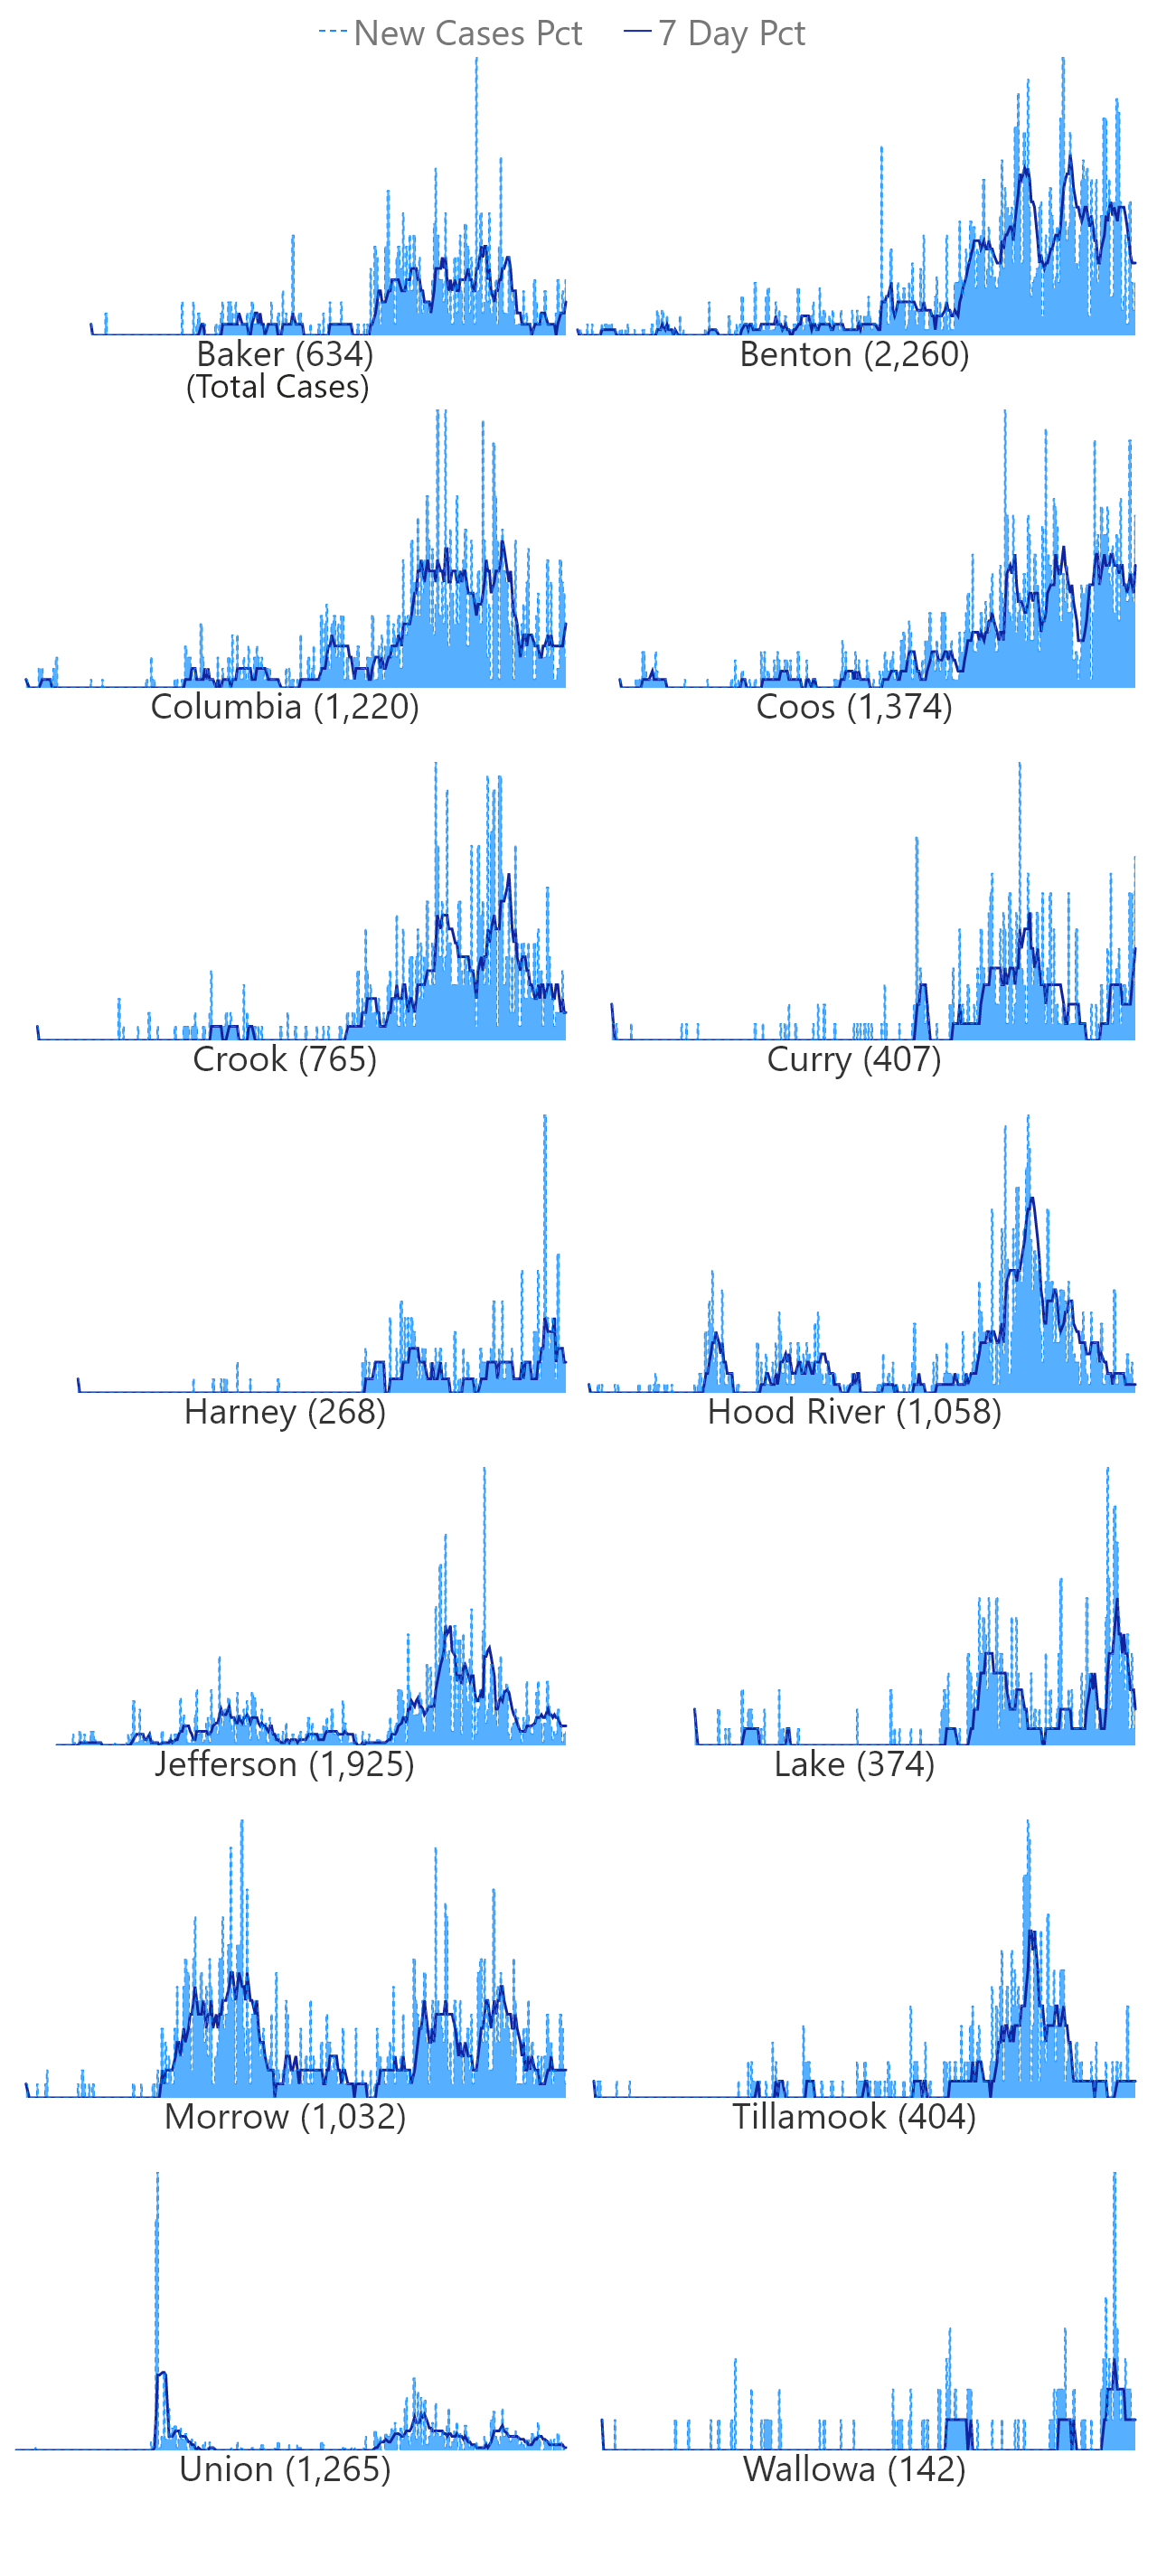 New Cases Pct 7 Day Pct
Baker (634) Benton (2,260)
(Total Cases)
Columbia (1,220) Coos (1,374)
Crook (765) Curry (407)
Harney (268) Hood River (1,058)
Jefferson (1,925) Lake (374)
Morrow (1,032) Tillamook (404)
Union (1,265) Wallowa (142)